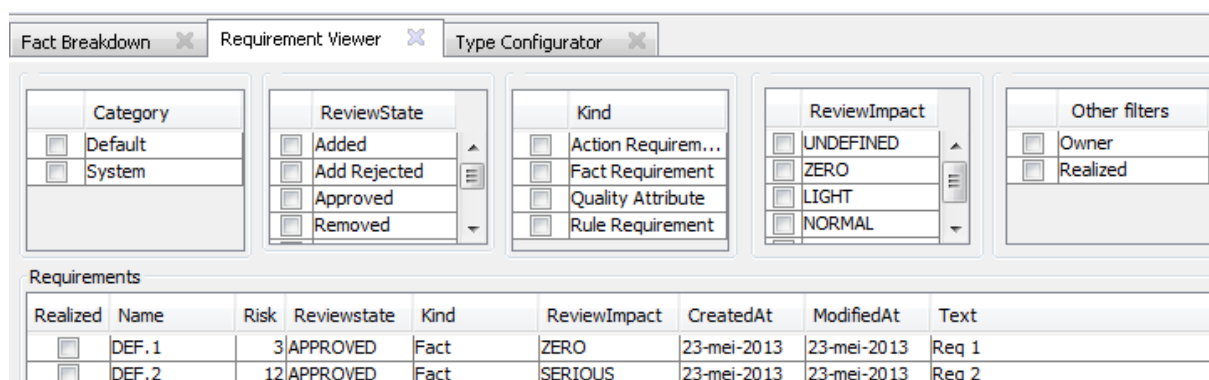 Fact Breakdown Requirement Viewer Type Configurator
Category ReviewState Kind ReviewImpact Other filters
Default Added Action Requirem... UNDEFINED Owner
System Add Rejected Fact Requirement ZERO Realized
Approved Quality Attribute LIGHT
Removed Rule Requirement NORMAL
Requirements
Realized Name Risk Reviewstate Kind ReviewImpact CreatedAt ModifiedAt Text
DEF.1 3 APPROVED Fact ZERO 23-mei-2013 23-mei-2013 Req 1
DEF.2 12 APPROVED Fact SERIOUS 23-mei-2013 23-mei-2013 Req 2